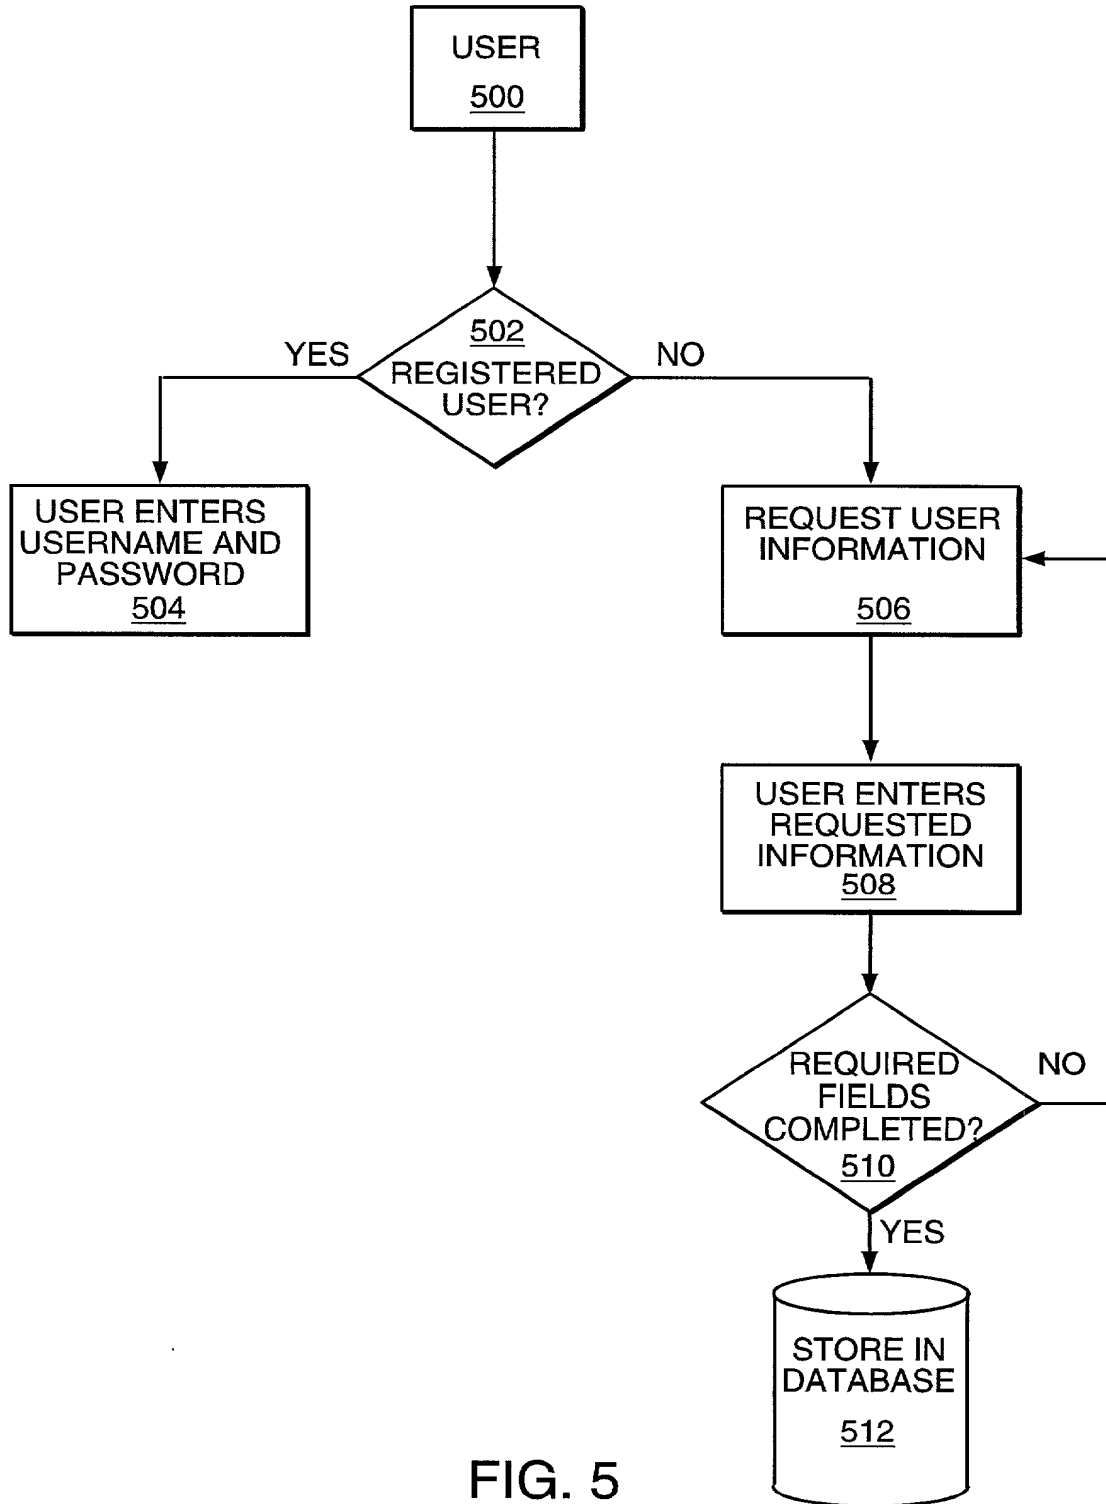 USER
500
502
YES
NO
REGISTERED
USER?
USER ENTERS
USERNAME AND
PASSWORD
504
REQUEST USER
INFORMATION
506
USER ENTERS
REQUESTED
INFORMATION
508
REQUIRED
FIELDS
COMPLETED?
510
NO
YES
STORE IN
DATABASE
512
FIG. 5